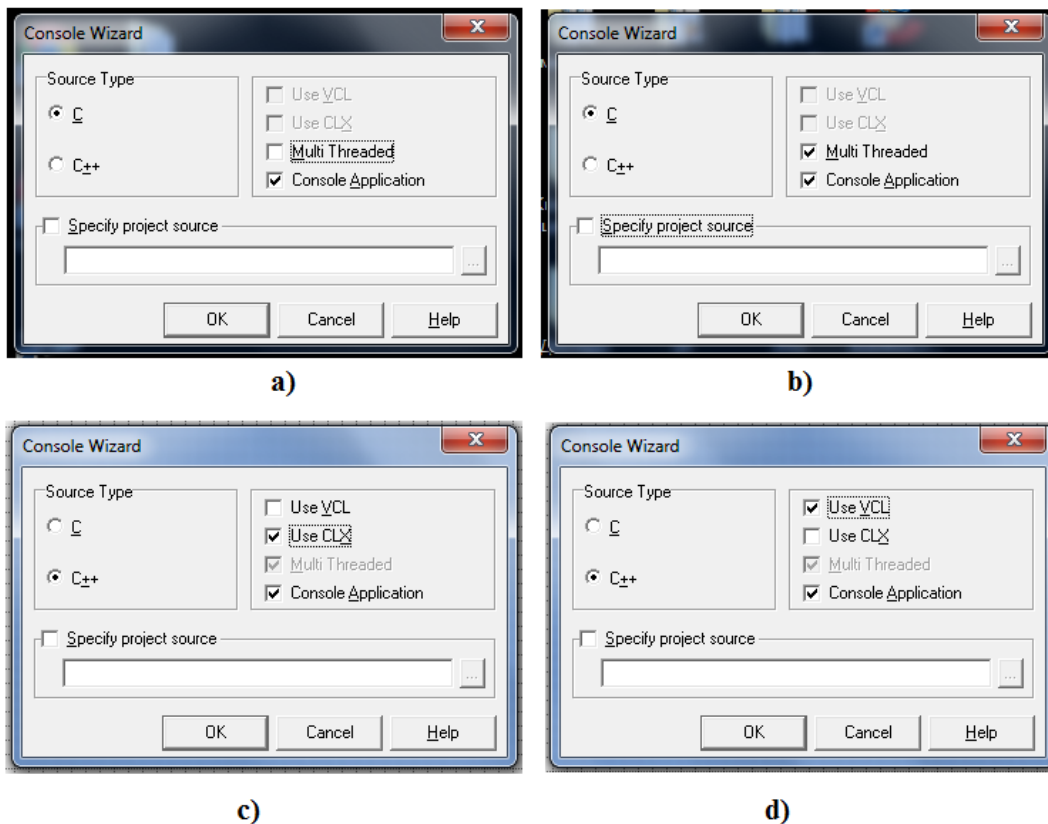 Console Wizard
Source Type
C
C++
Use VCL
Use CLX
Multi Threaded
Console Application
Specify project source
...
OK Cancel Help
a)
Console Wizard
Source Type
C
C++
Use VCL
Use CLX
Multi Threaded
Console Application
Specify project source
...
OK Cancel Help
b)
Console Wizard
Source Type
C
C++
Use VCL
Use CLX
Multi Threaded
Console Application
Specify project source
...
OK Cancel Help
c)
Console Wizard
Source Type
C
C++
Use VCL
Use CLX
Multi Threaded
Console Application
Specify project source
...
OK Cancel Help
d)